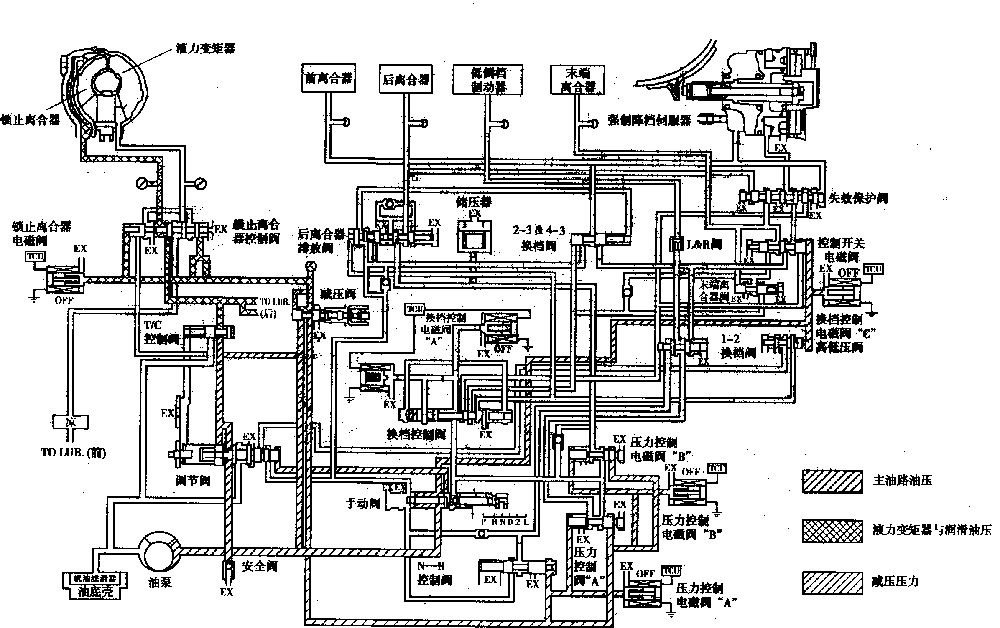 液力变矩器
锁止离合器
前离合器
后离合器
低倒档
制动器
末端
离合器
强制降档伺服器
EX
失效保护阀
EX
EX
EX
锁止离合器
电磁阀
TCU
EX
OFF
EX
EX
锁止离合
器控制阀
后离合器
排放阀
EX
EX
储压器
EX
EX
2-3 & 4-3
换档阀
L&R阀
控制开关
电磁阀
EX
EX
OFF
TCU
末端离
合器阀
EX
EX
换档控制
电磁阀“C”
高低压阀
1-2
换档阀
EX
TO LUB.
(后)
减压阀
EX
T/C
控制阀
TCU
换档控制
电磁阀
“A”
EX
OFF
EX
EX
凉
TO LUB. (前)
换档控制阀
EX
EX
调节阀
EX
压力控制
电磁阀“B”
EX
OFF
TCU
压力控制
电磁阀“B”
EX EX
手动阀
P R N D 2 L
EX
EX
压力
控制
阀“A”
N—R
控制阀
EX
EX
EX
OFF
TCU
压力控制
电磁阀“A”
机油滤清器
油底壳
油泵
安全阀
EX
主油路油压
液力变矩器与润滑油压
减压压力